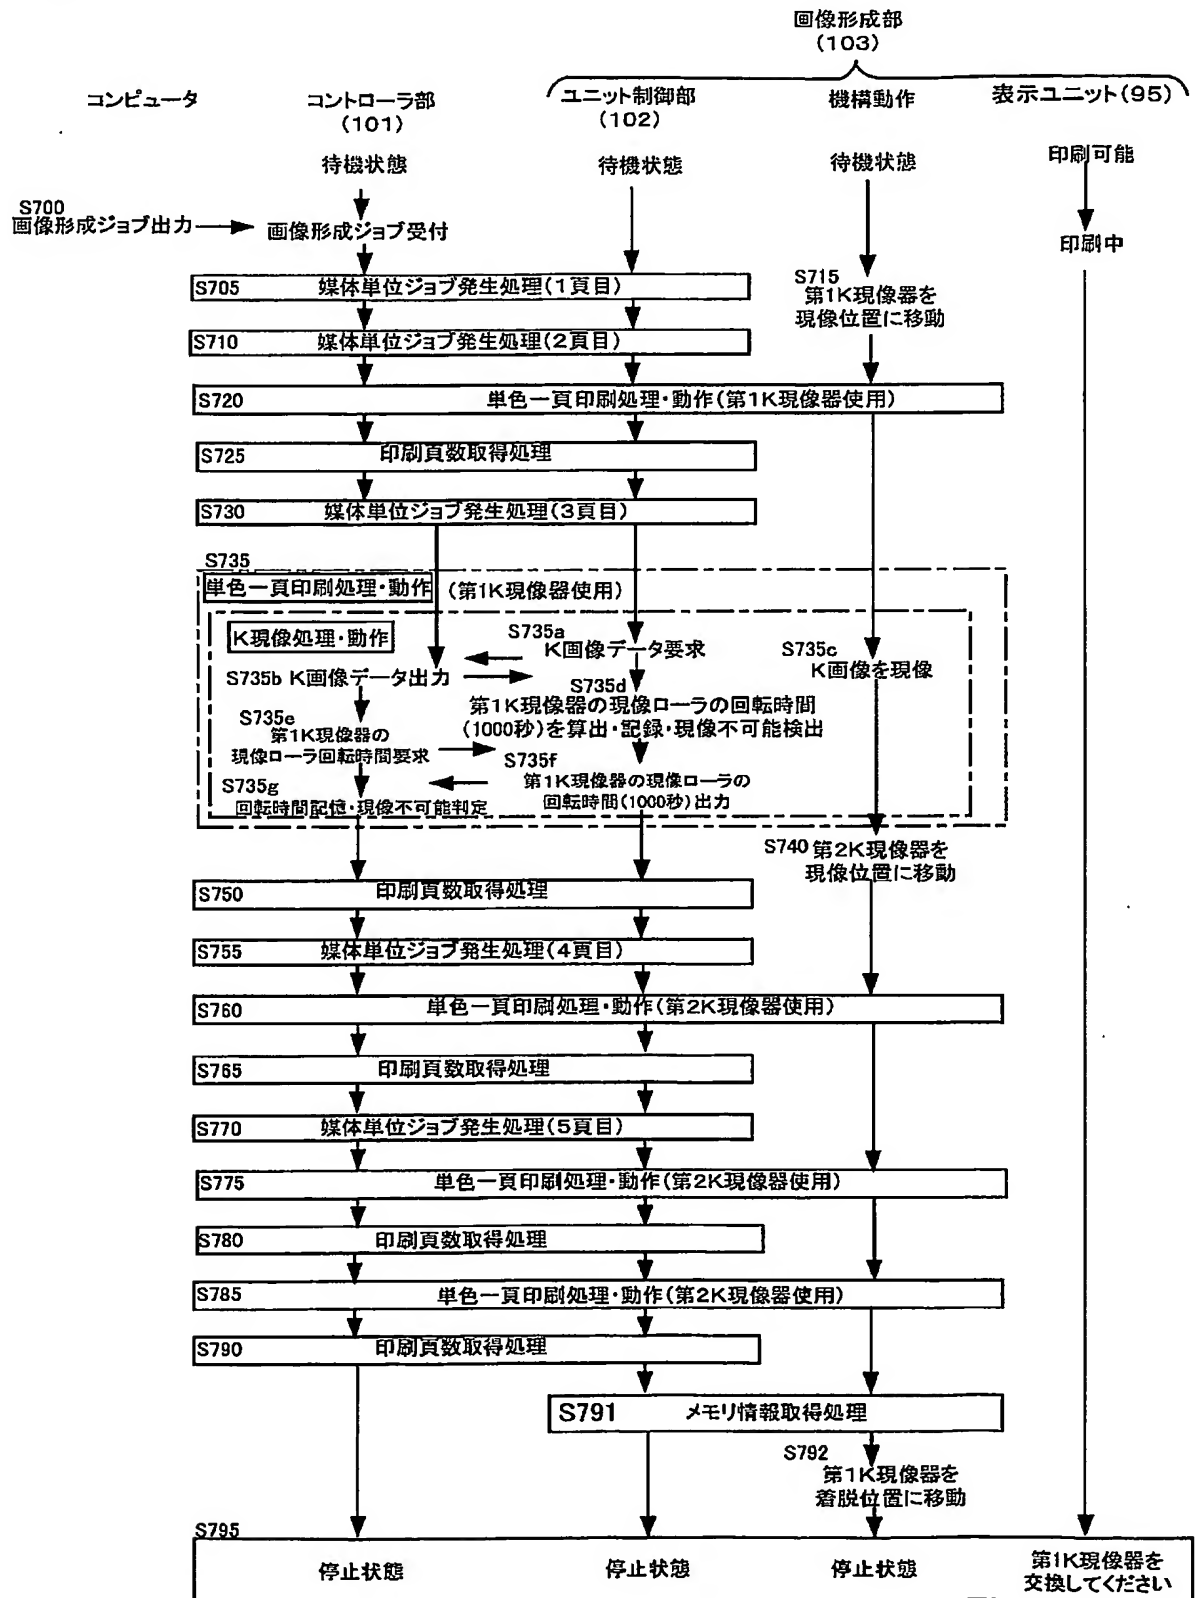 画像形成部
(103)
コンピュータ
コントローラ部
(101)
ユニット制御部
(102)
機構動作
表示ユニット(95)
待機状態
待機状態
待機状態
印刷可能
S700
画像形成ジョブ出力
画像形成ジョブ受付
印刷中
S705
媒体単位ジョブ発生処理(1頁目)
S715
第1K現像器を
現像位置に移動
S710
媒体単位ジョブ発生処理(2頁目)
S720
単色一頁印刷処理・動作(第1K現像器使用)
S725
印刷頁数取得処理
S730
媒体単位ジョブ発生処理(3頁目)
S735
単色一頁印刷処理・動作
(第1K現像器使用)
K現像処理・動作
S735a
K画像データ要求
S735c
K画像を現像
S735b K画像データ出力
S735d
第1K現像器の現像ローラの回転時間
(1000秒)を算出・記録・現像不可能検出
S735e
第1K現像器の
現像ローラ回転時間要求
S735f
第1K現像器の現像ローラの
回転時間(1000秒)出力
S735g
回転時間記憶・現像不可能判定
S740 第2K現像器を
現像位置に移動
S750
印刷頁数取得処理
S755
媒体単位ジョブ発生処理(4頁目)
S760
単色一頁印刷処理・動作(第2K現像器使用)
S765
印刷頁数取得処理
S770
媒体単位ジョブ発生処理(5頁目)
S775
単色一頁印刷処理・動作(第2K現像器使用)
S780
印刷頁数取得処理
S785
単色一頁印刷処理・動作(第2K現像器使用)
S790
印刷頁数取得処理
S791
メモリ情報取得処理
S792
第1K現像器を
着脱位置に移動
S795
停止状態
停止状態
停止状態
第1K現像器を
交換してください